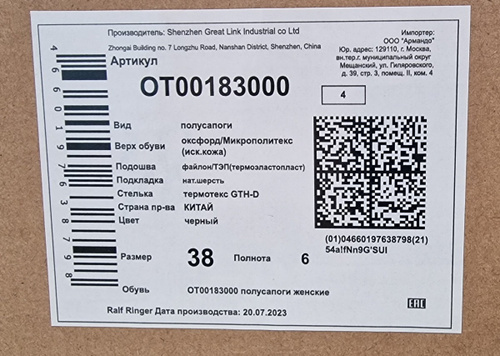 Производитель: Shenzhen Great Link Industrial co Ltd
Zhongai Building no. 7 Longzhu Road, Nanshan District, Shenzhen, China
Импортер:
ООО "Армандо"
Юр. адрес: 129110, г. Москва,
вн.тер.г. муниципальный округ
Мещанский, ул. Гиляровского,
д. 39, стр. 3, помещ. II, ком. 4
Артикул
ОТ00183000
4
Вид полусапоги
Верх обуви оксфорд/Микрополитекс
(иск.кожа)
Подошва файлон/ТЭП(термоэластопласт)
Подкладка нат.шерсть
Стелька термотекс GTH-D
Страна пр-ва КИТАЙ
Цвет черный
Размер 38 Полнота 6
Обувь ОТ00183000 полусапоги женские
Ralf Ringer Дата производства: 20.07.2023
(01)04660197638798(21)
54a!fNn9G'SUI
EAC
4660197638798